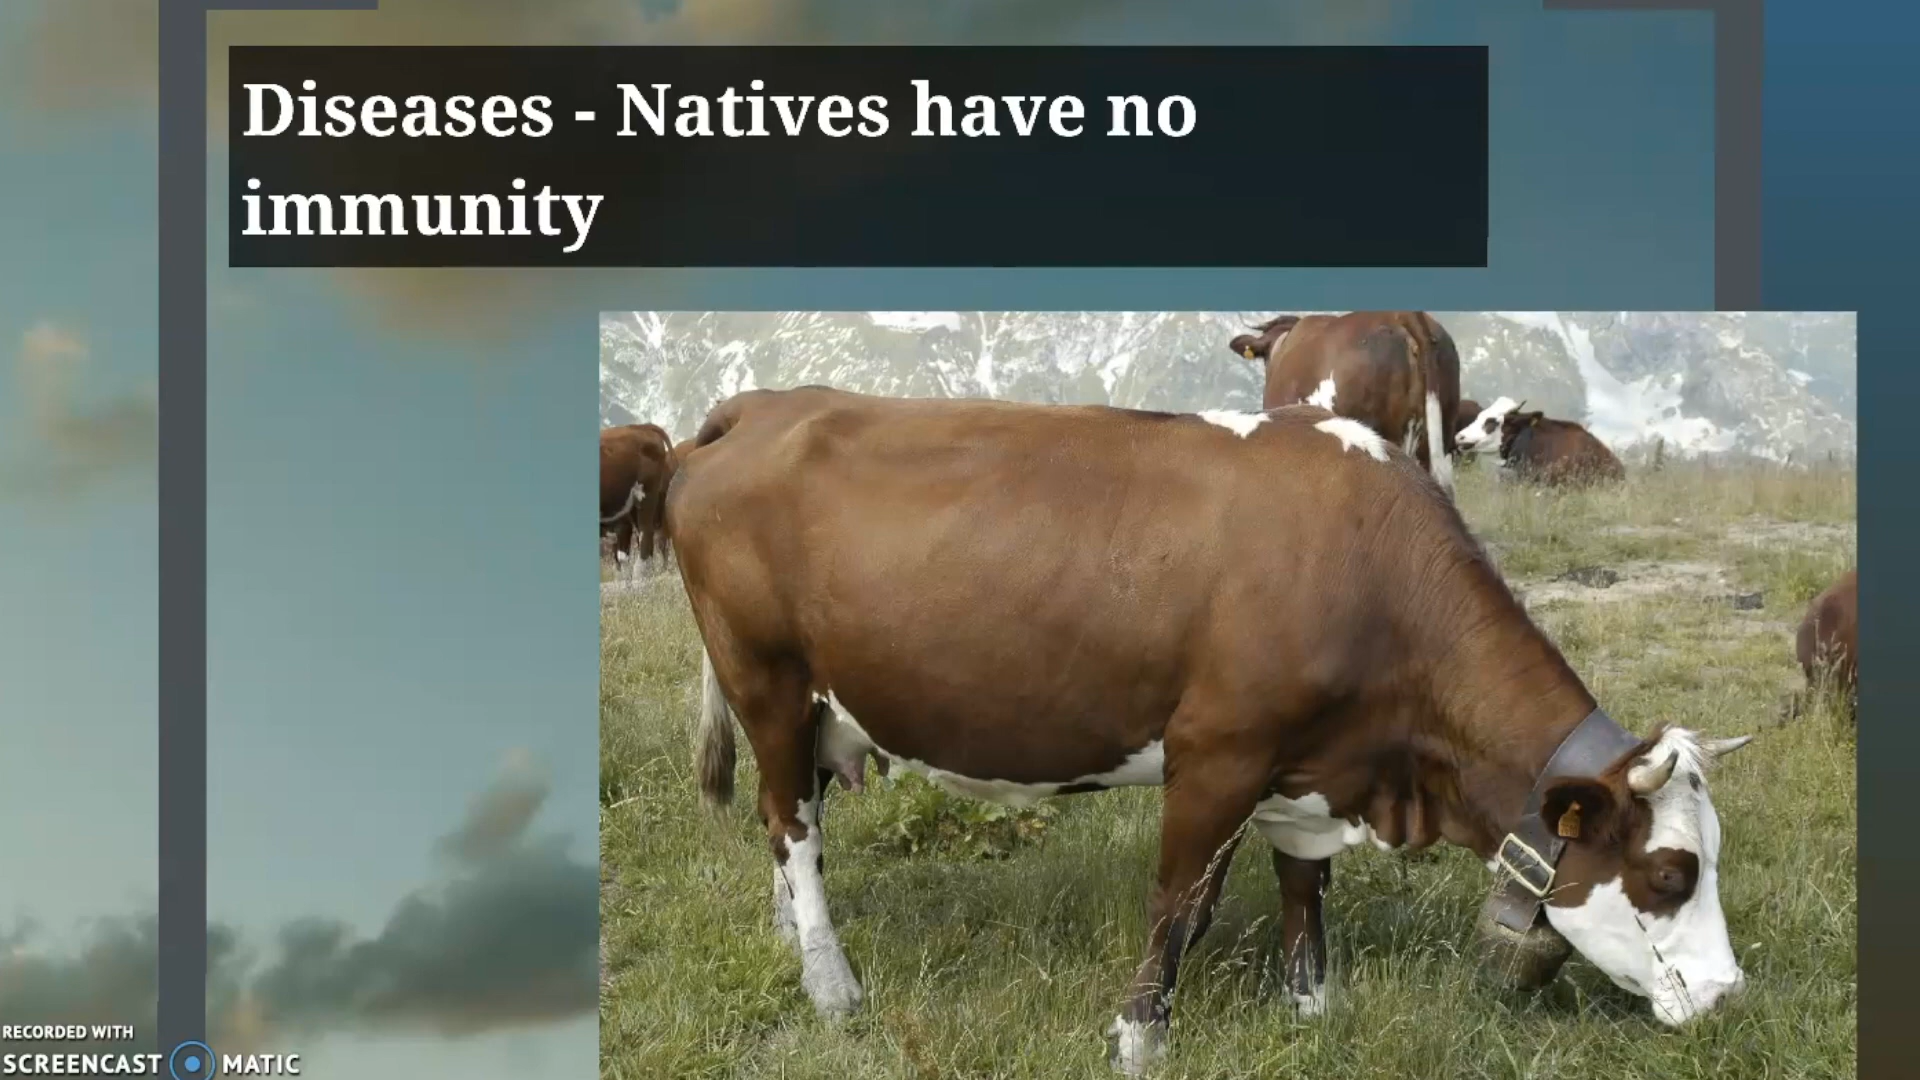 Diseases - Natives have no
immunity
RECORDED WITH
SCREENCAST MATIC